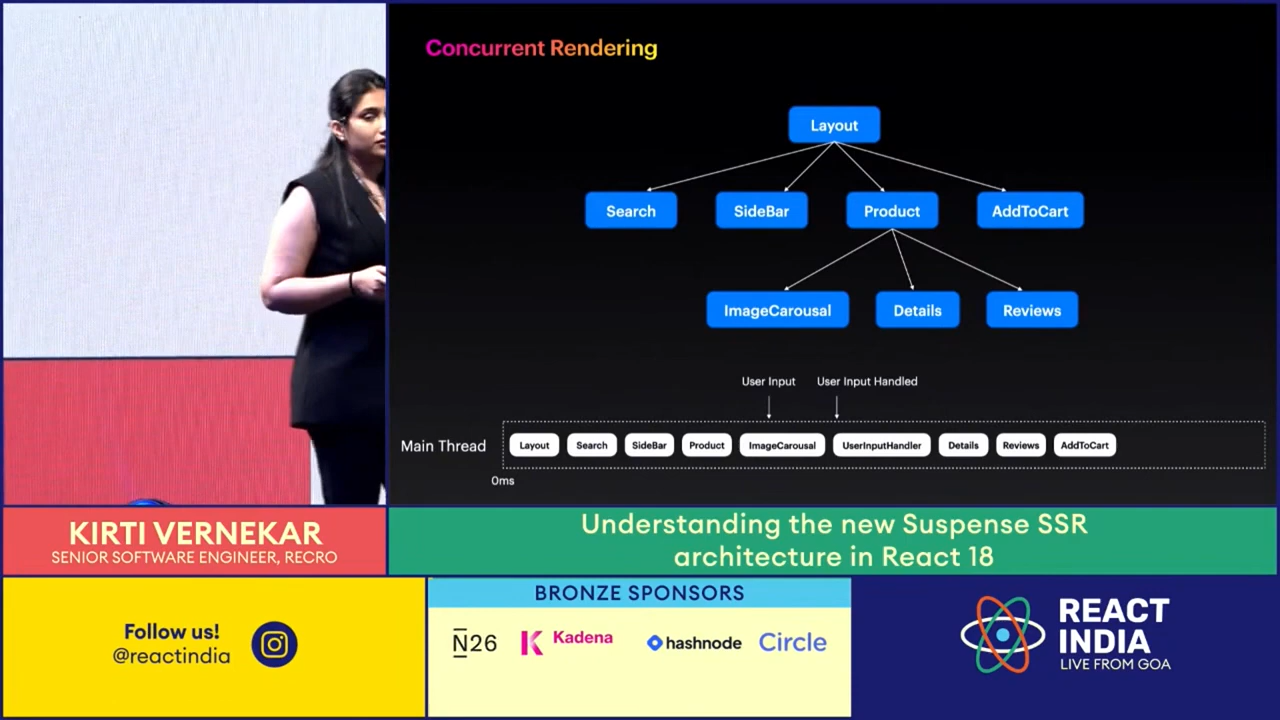 Concurrent Rendering
Layout
Search SideBar Product AddToCart
ImageCarousal Details Reviews
User Input User Input Handled
Main Thread Layout Search SideBar Product ImageCarousal UserInputHandler Details Reviews AddToCart
0ms
KIRTI VERNEKAR
SENIOR SOFTWARE ENGINEER, RECRO
Understanding the new Suspense SSR
architecture in React 18
Follow us!
@reactindia
BRONZE SPONSORS
N26 Kadena hashnode Circle
REACT
INDIA
LIVE FROM GOA